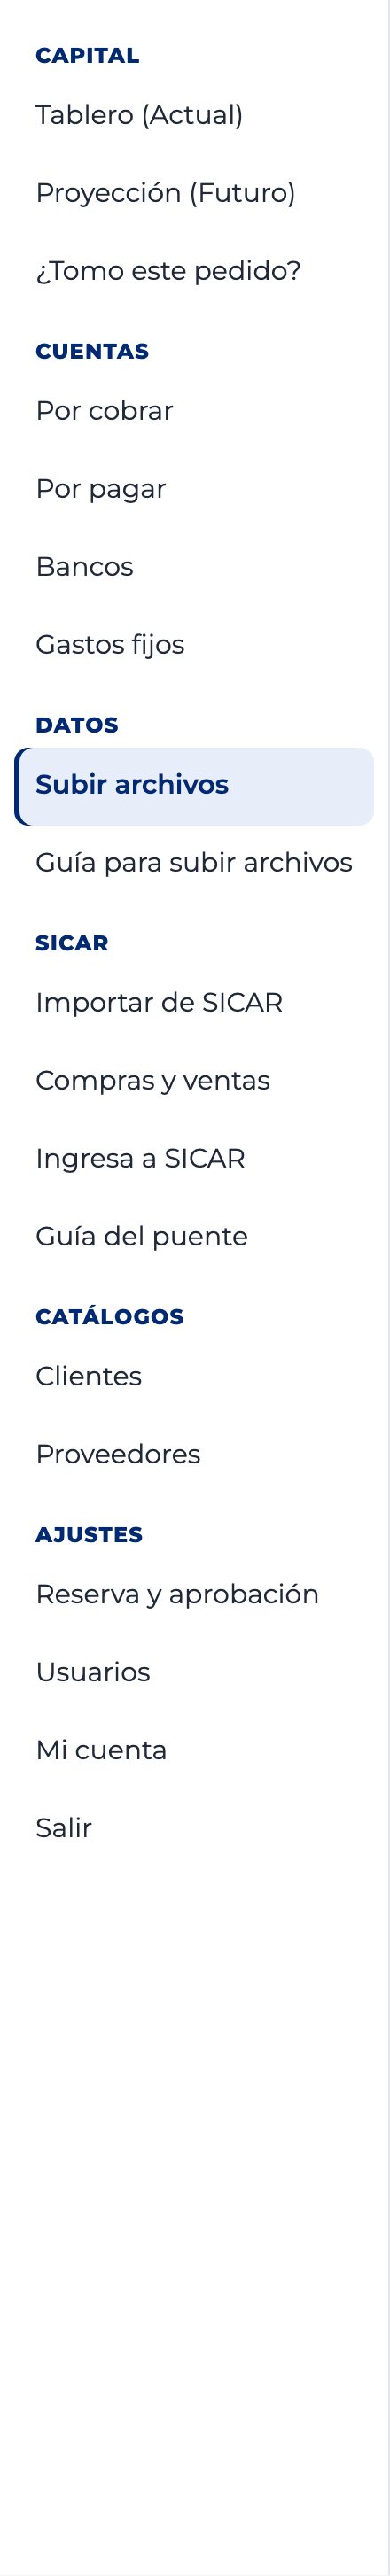 CAPITAL
Tablero (Actual)
Proyección (Futuro)
¿Tomo este pedido?
CUENTAS
Por cobrar
Por pagar
Bancos
Gastos fijos
DATOS
Subir archivos
Guía para subir archivos
SICAR
Importar de SICAR
Compras y ventas
Ingresa a SICAR
Guía del puente
CATÁLOGOS
Clientes
Proveedores
AJUSTES
Reserva y aprobación
Usuarios
Mi cuenta
Salir